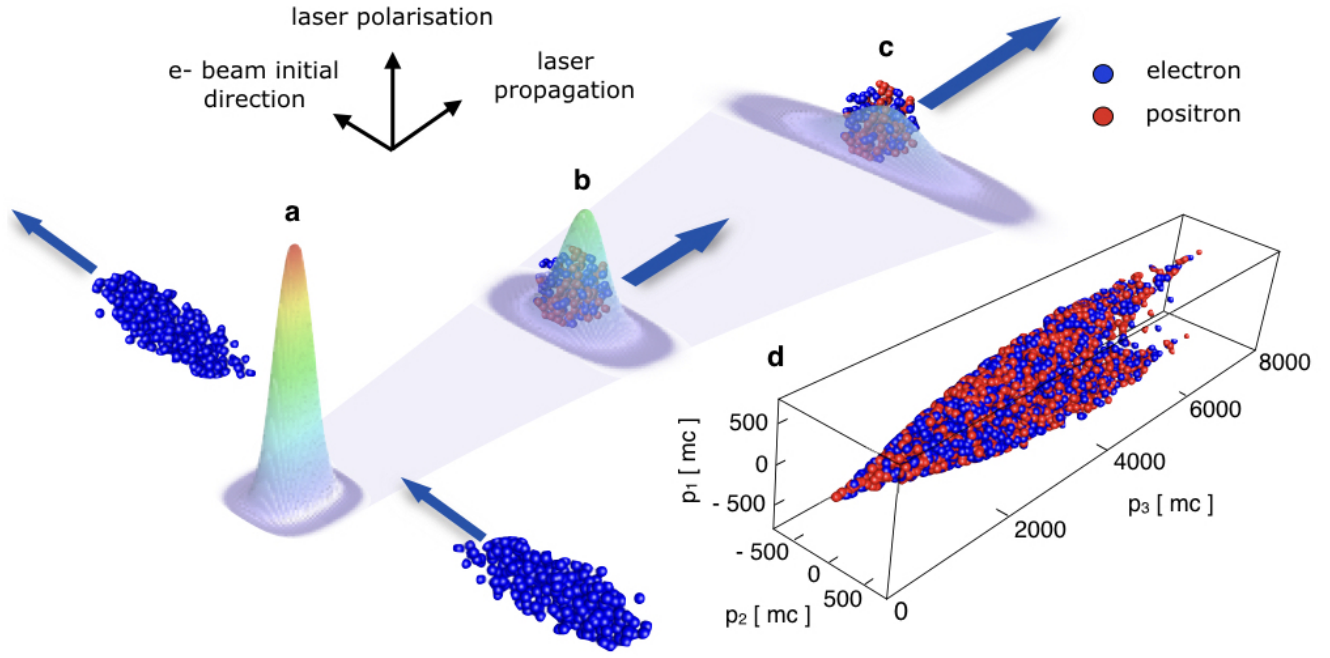 laser polarisation
e- beam initial
direction
laser
propagation
c
electron
positron
b
a
d
500
0
- 500
p₁ [ mc ]
- 500
0
500
p₂ [ mc ]
0
2000
4000
6000
8000
p₃ [ mc ]